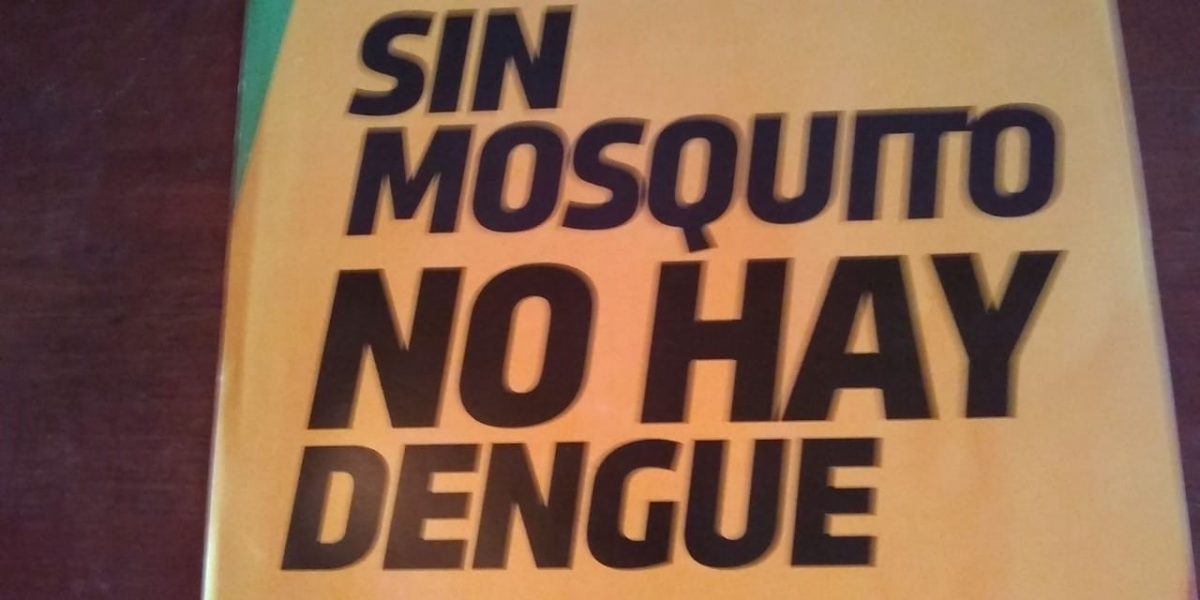 SIN
MOSQUITO
NO HAY
DENGUE